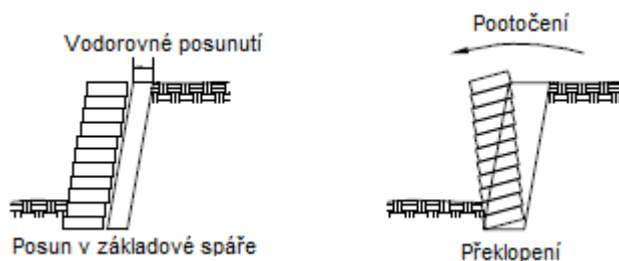 Vodorovné posunutí
Pootočení
Posun v základové spáře
Překlopení